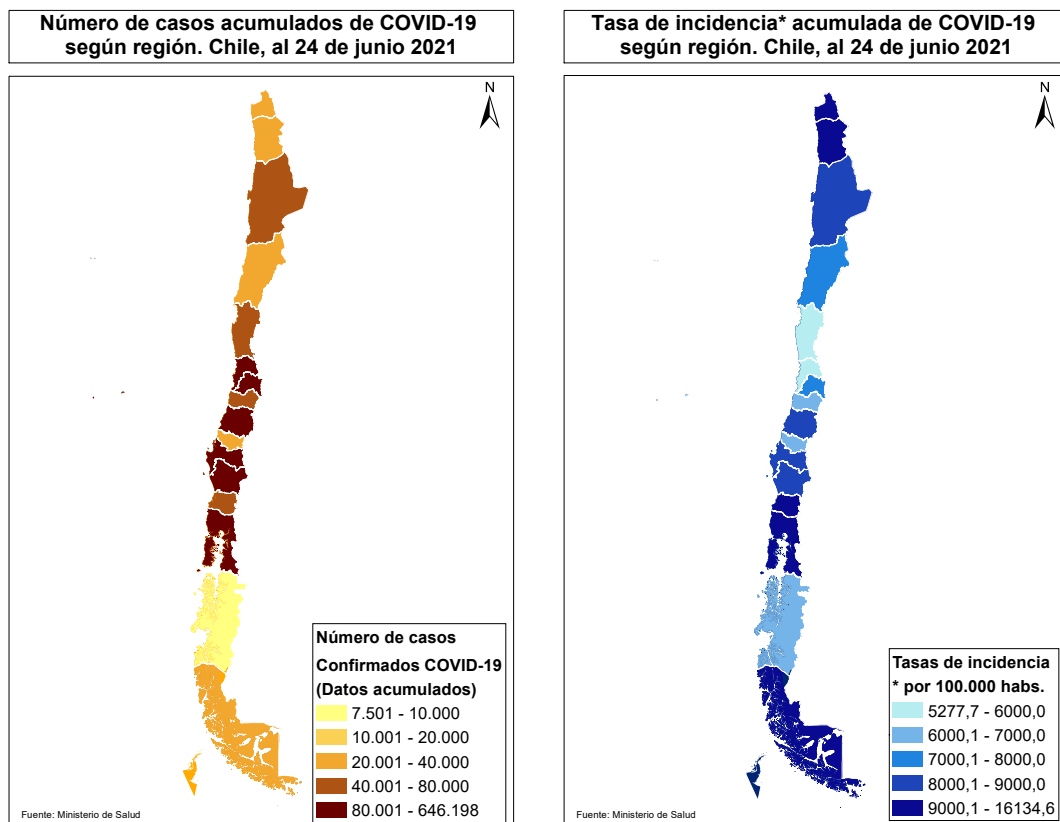 Número de casos acumulados de COVID-19
según región. Chile, al 24 de junio 2021
N
Número de casos
Confirmados COVID-19
(Datos acumulados)
7.501 - 10.000
10.001 - 20.000
20.001 - 40.000
40.001 - 80.000
80.001 - 646.198
Fuente: Ministerio de Salud
Tasa de incidencia* acumulada de COVID-19
según región. Chile, al 24 de junio 2021
N
Tasas de incidencia
* por 100.000 habs.
5277,7 - 6000,0
6000,1 - 7000,0
7000,1 - 8000,0
8000,1 - 9000,0
9000,1 - 16134,6
Fuente: Ministerio de Salud